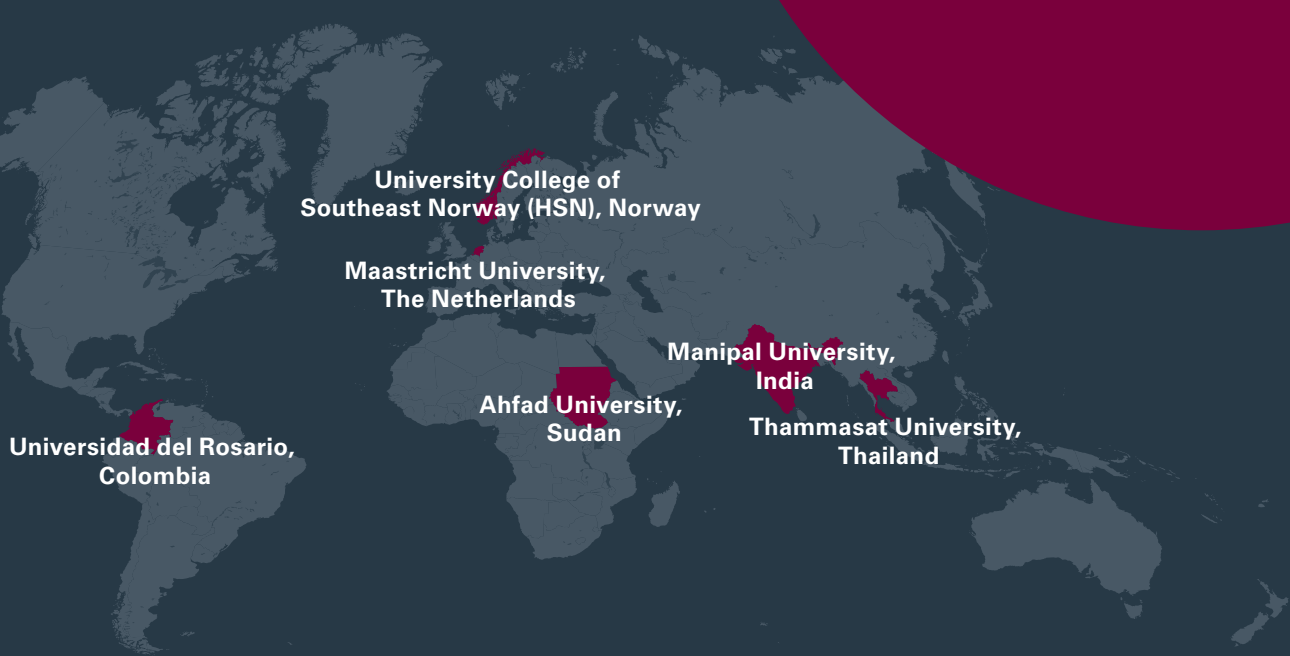 University College of
Southeast Norway (HSN), Norway
Maastricht University,
The Netherlands
Manipal University,
India
Ahfad University,
Sudan
Thammasat University,
Thailand
Universidad del Rosario,
Colombia